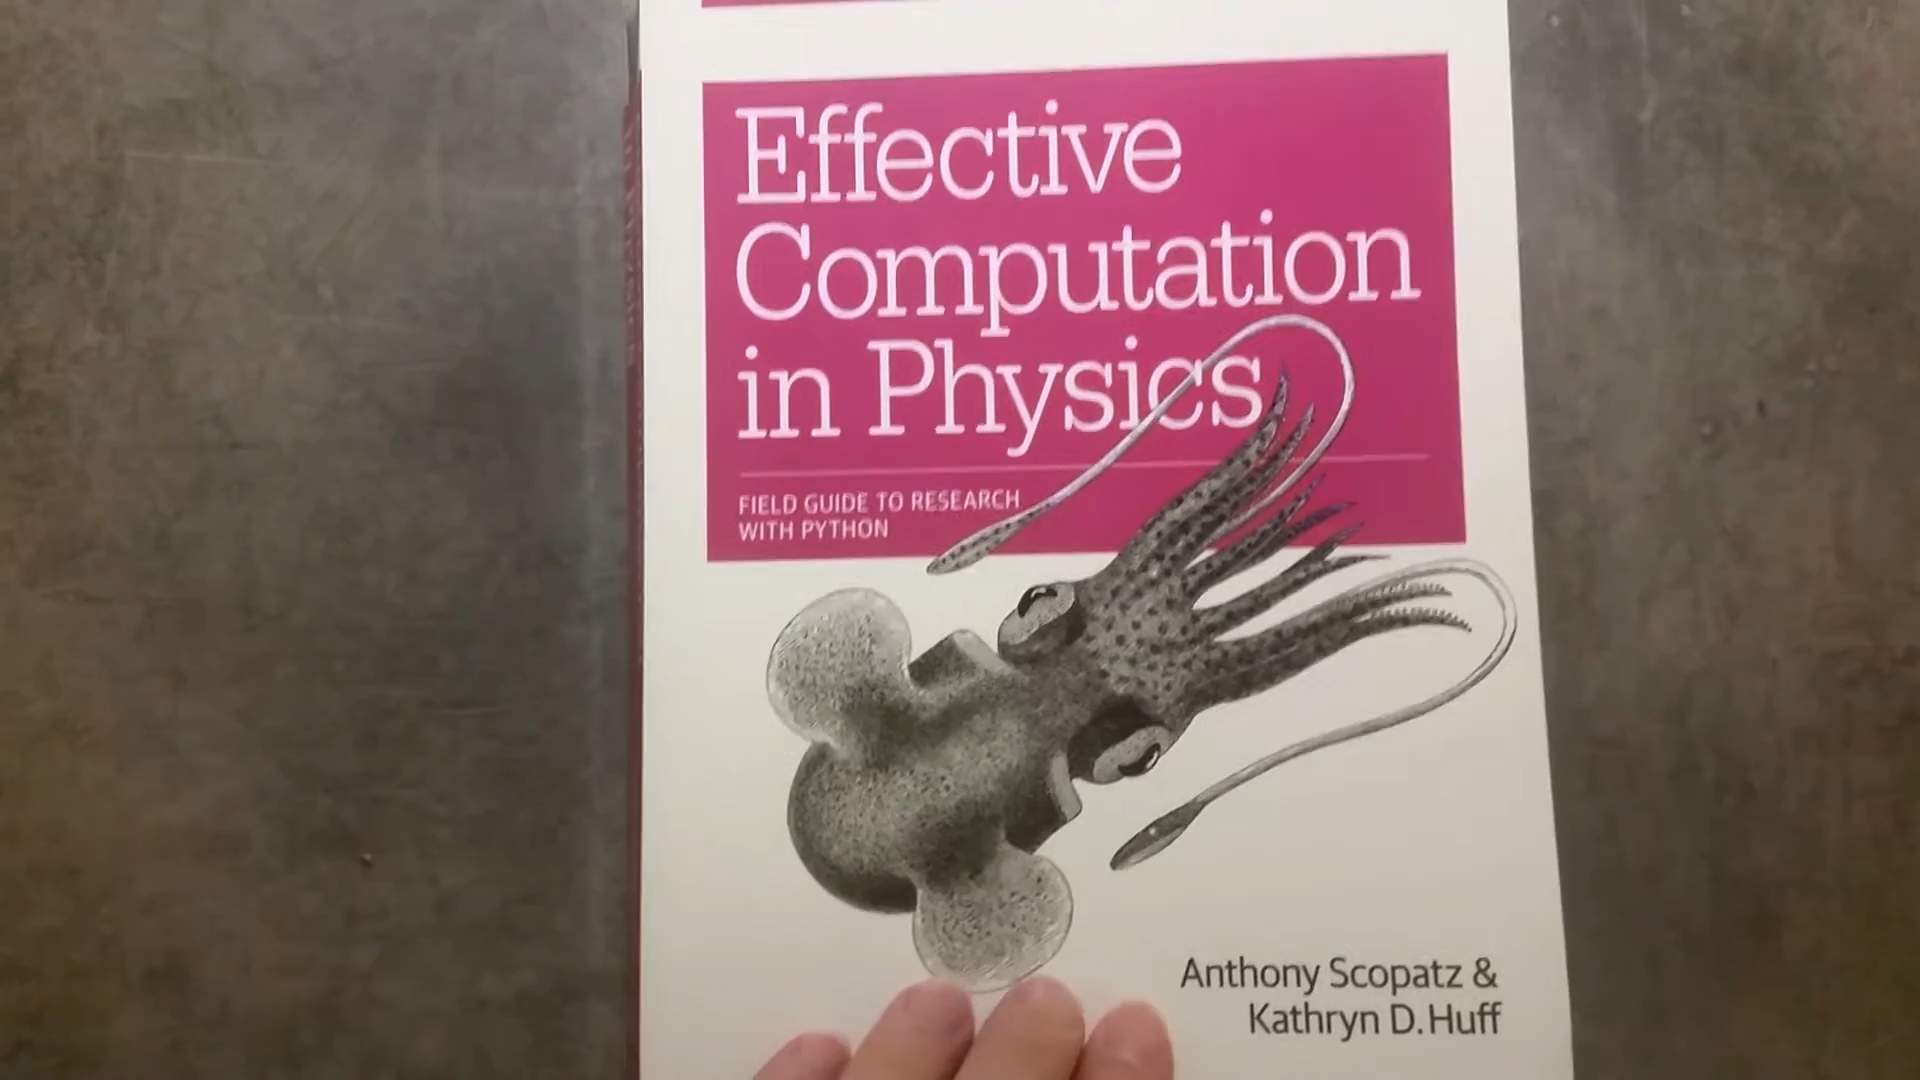 Effective
Computation
in Physics
FIELD GUIDE TO RESEARCH
WITH PYTHON
Anthony Scopatz &
Kathryn D. Huff